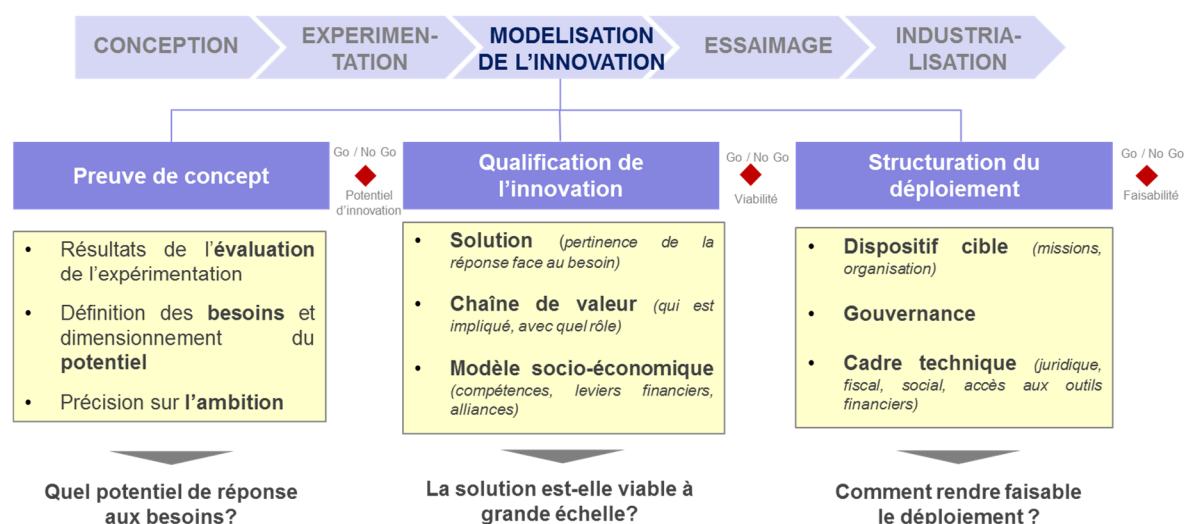 CONCEPTION
EXPERIMEN-
TATION
MODELISATION
DE L’INNOVATION
ESSAIMAGE
INDUSTRIA-
LISATION
Preuve de concept
Go / No Go
Potentiel
d’innovation
Qualification de
l’innovation
Go / No Go
Viabilité
Structuration du
déploiement
Go / No Go
Faisabilité
• Résultats de l’évaluation
de l’expérimentation
• Définition des besoins et
dimensionnement du
potentiel
• Précision sur l’ambition
• Solution (pertinence de la
réponse face au besoin)
• Chaîne de valeur (qui est
impliqué, avec quel rôle)
• Modèle socio-économique
(compétences, leviers financiers,
alliances)
• Dispositif cible (missions,
organisation)
• Gouvernance
• Cadre technique (juridique,
fiscal, social, accès aux outils
financiers)
Quel potentiel de réponse
aux besoins?
La solution est-elle viable à
grande échelle?
Comment rendre faisable
le déploiement ?